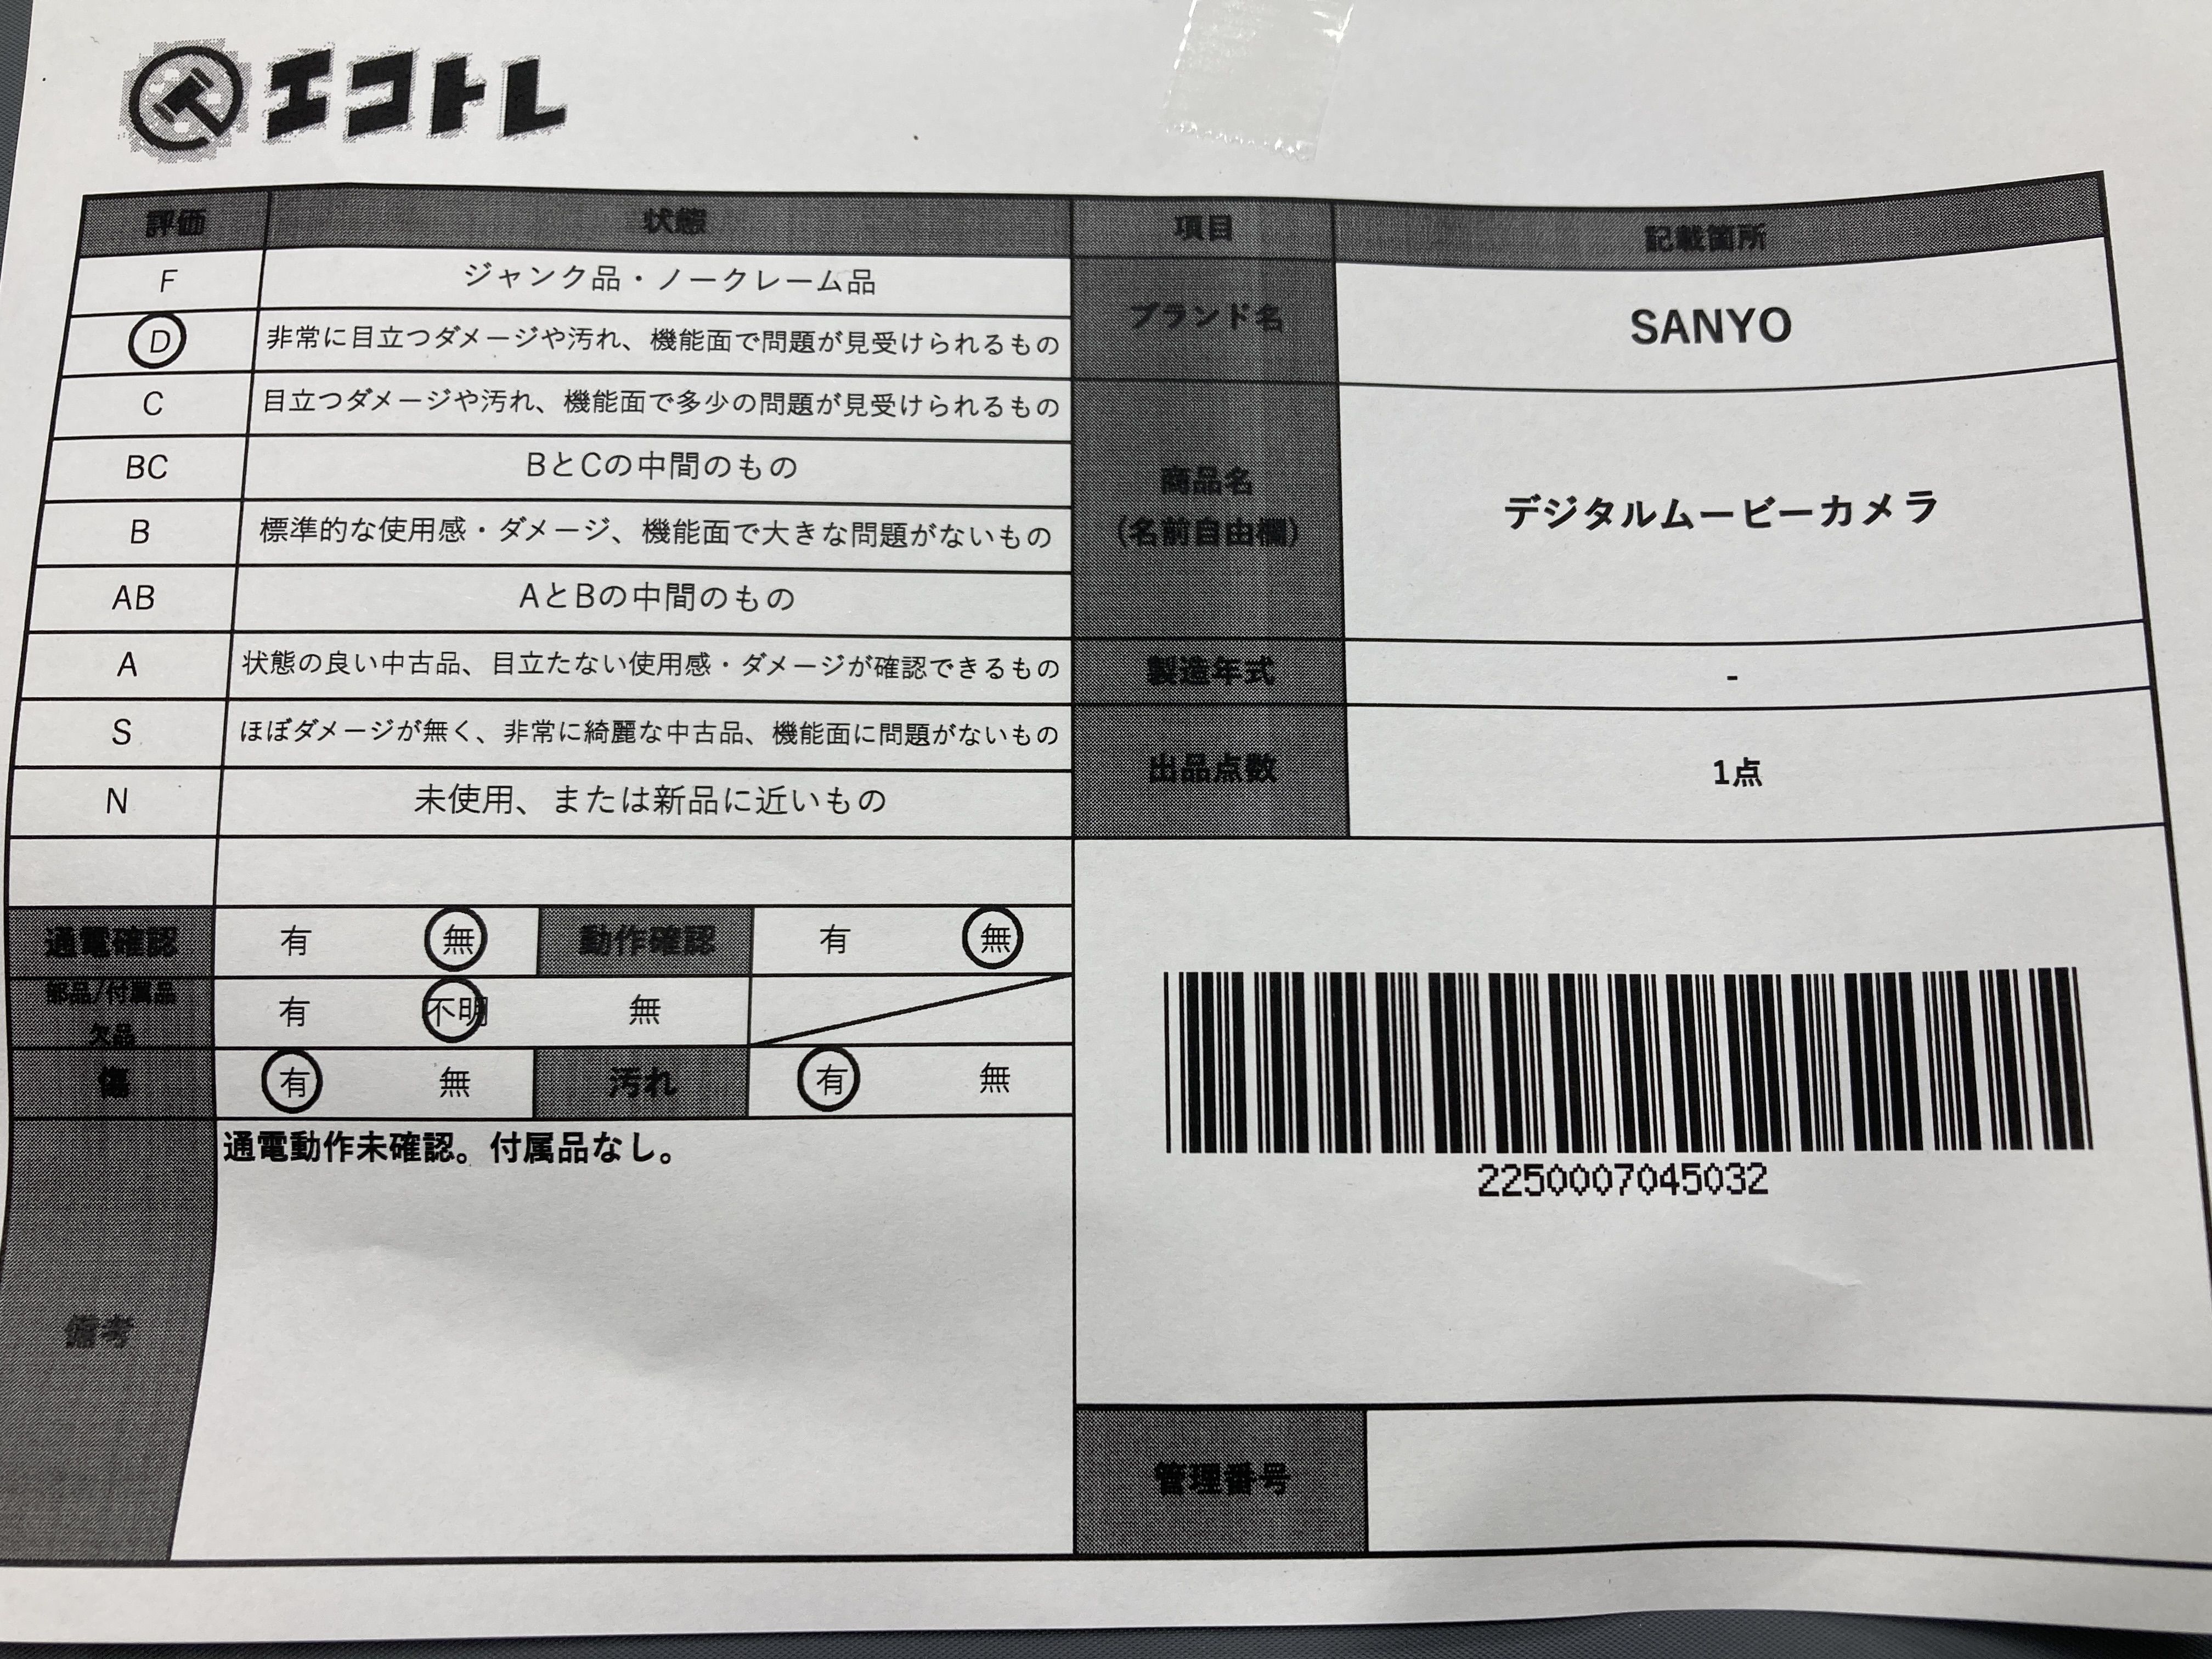 エコトレ
評価 状態 項目 記載箇所
F ジャンク品・ノークレーム品
D 非常に目立つダメージや汚れ、機能面で問題が見受けられるもの
C 目立つダメージや汚れ、機能面で多少の問題が見受けられるもの
BC BとCの中間のもの
B 標準的な使用感・ダメージ、機能面で大きな問題がないもの
AB AとBの中間のもの
A 状態の良い中古品、目立たない使用感・ダメージが確認できるもの
S ほぼダメージが無く、非常に綺麗な中古品、機能面に問題がないもの
N 未使用、または新品に近いもの
ブランド名 SANYO
商品名
(名前自由欄)
デジタルムービーカメラ
製造年式 -
出品点数 1点
通電確認 有 無 動作確認 有 無
部品/付属品
欠品
有 不明 無
傷 有 無 汚れ 有 無
備考
通電動作未確認。付属品なし。
2250007045032
管理番号